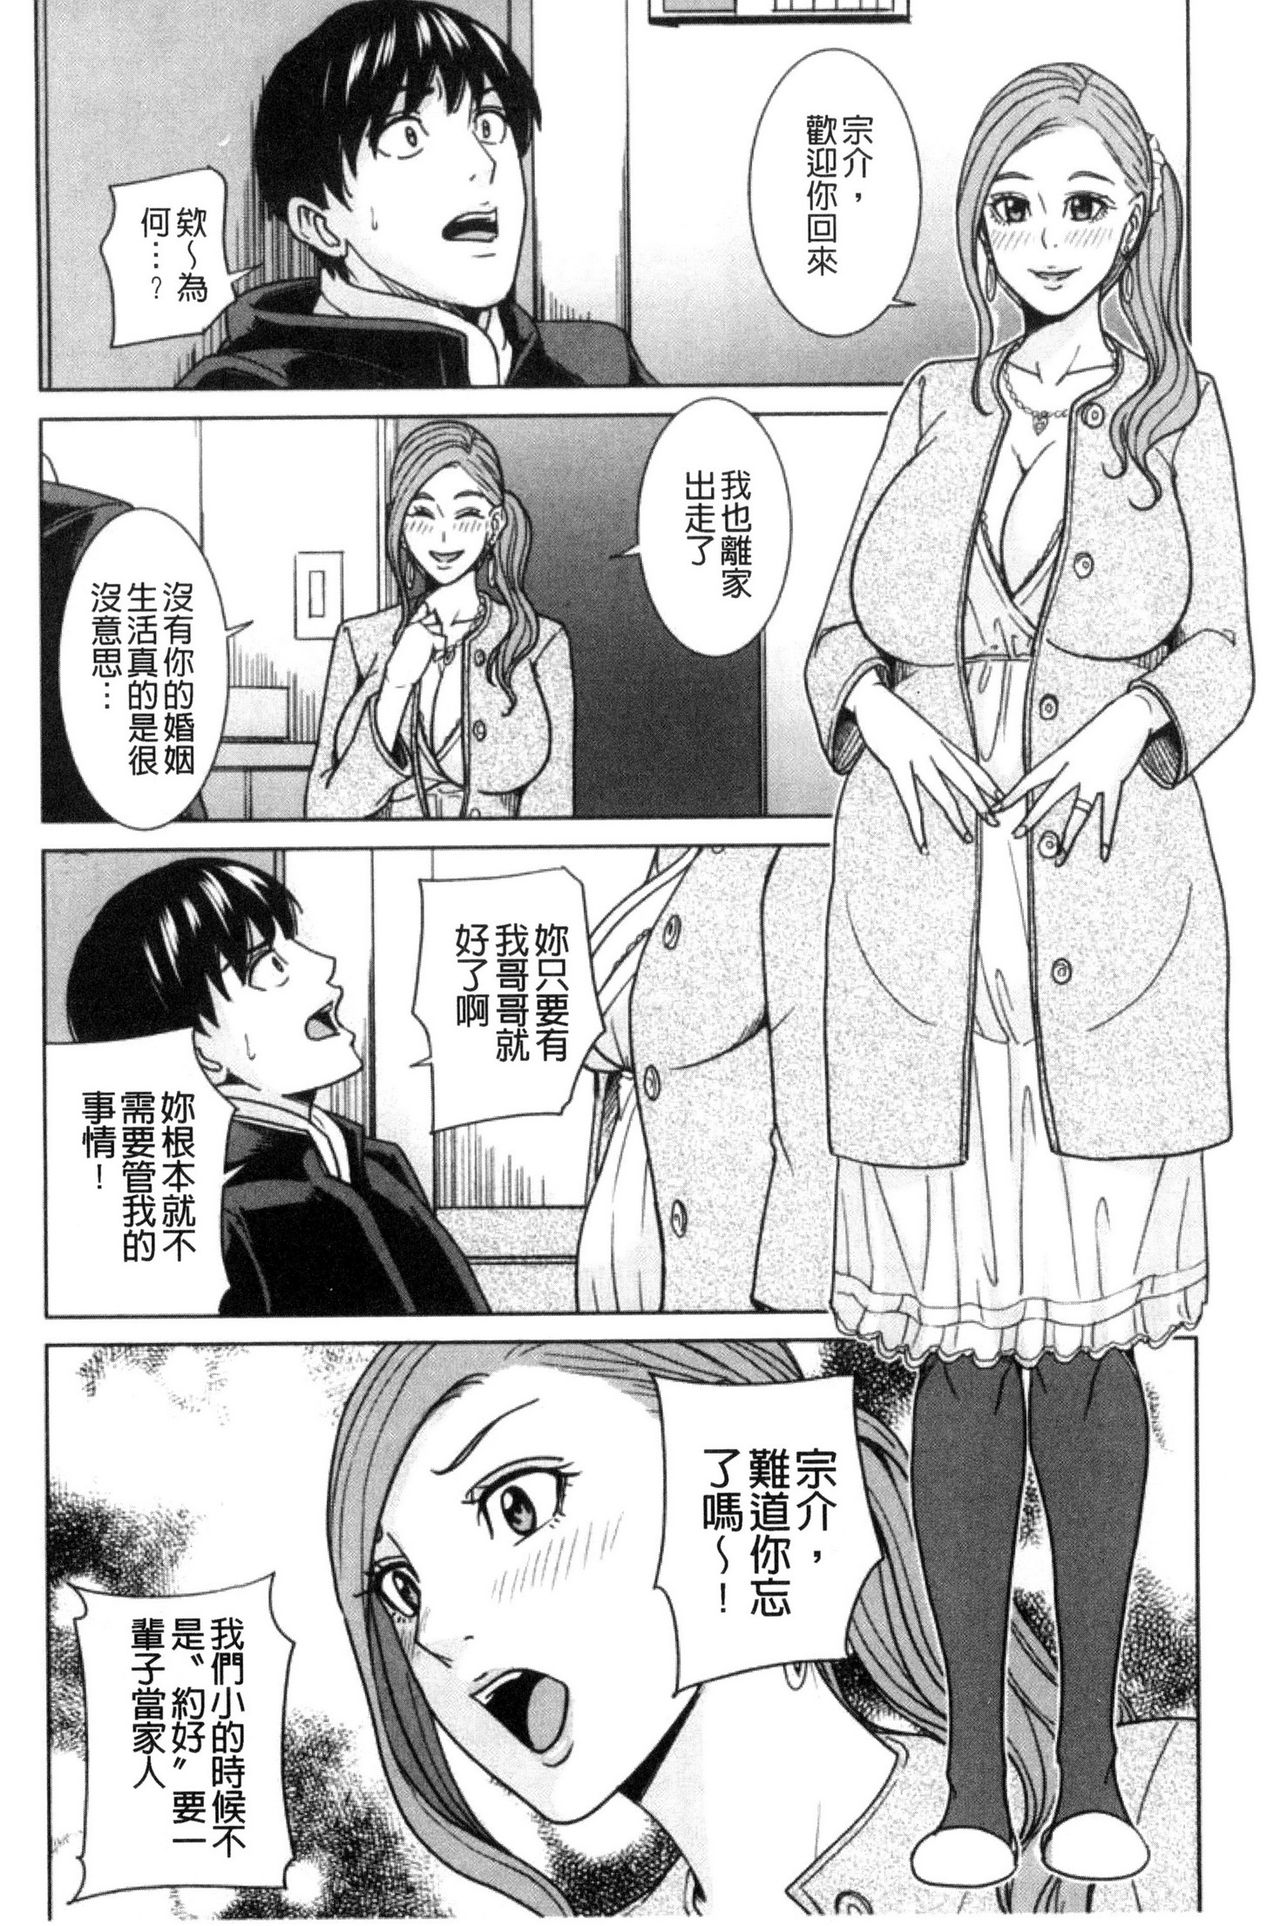 宗介，
歡迎你回來
欸～為
何…？
我也離家
出走了
沒有你的婚姻
生活真的是很
沒意思…
妳只要有
我哥哥就
好了啊
妳根本就不
需要管我的
事情！
宗介，
難道你忘
了嗎～！
我們小的時候不
是〝約好〞要一
輩子當家人